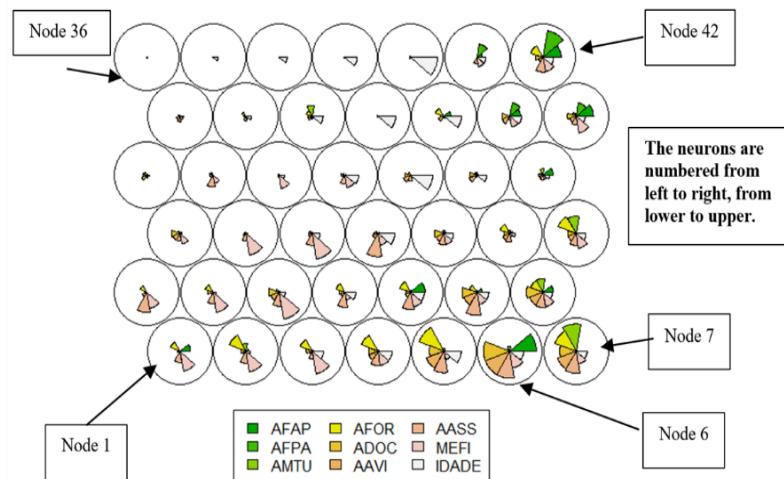 Node 36
Node 42
The neurons are
numbered from
left to right, from
lower to upper.
Node 7
Node 1
Node 6
AFAP AFOR AASS
AFPA ADOC MEFI
AMTU AAVI IDADE